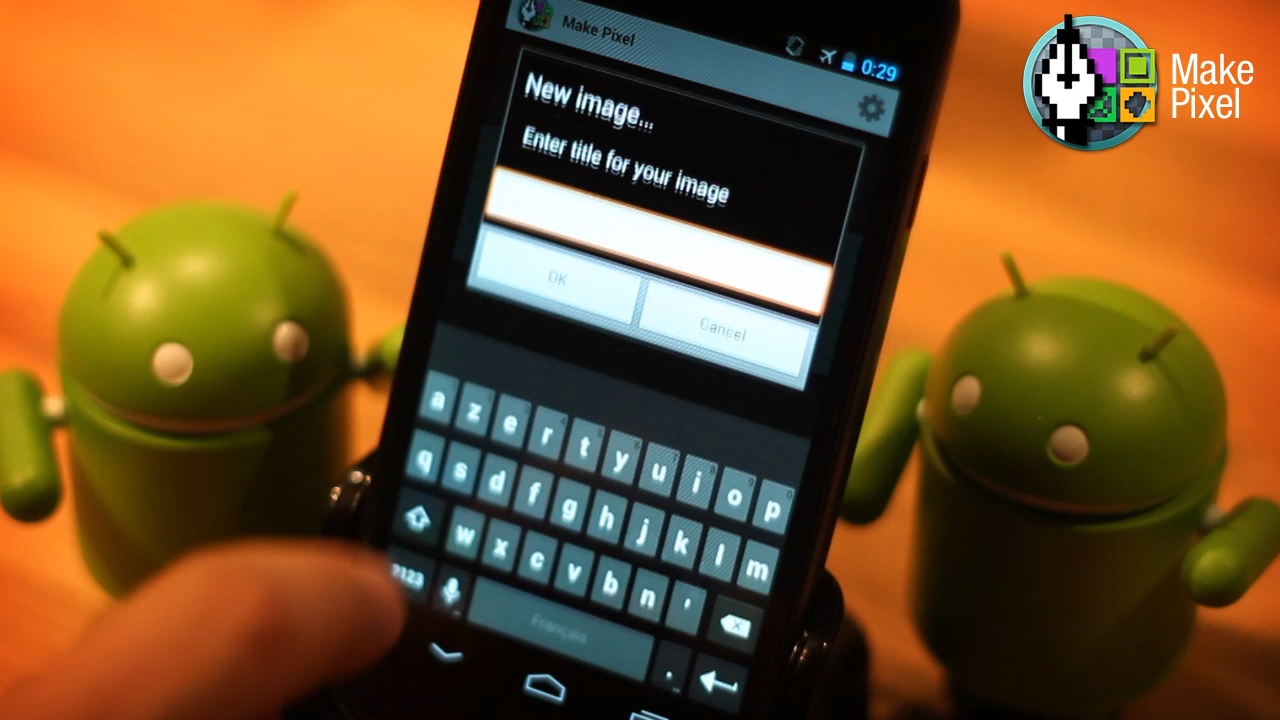 Make Pixel
0:29
New image...
Enter title for your image
OK
Cancel
a z e r t y u i o p
q s d f g h j k l m
w x c v b n '
?123
Français
.
Make
Pixel